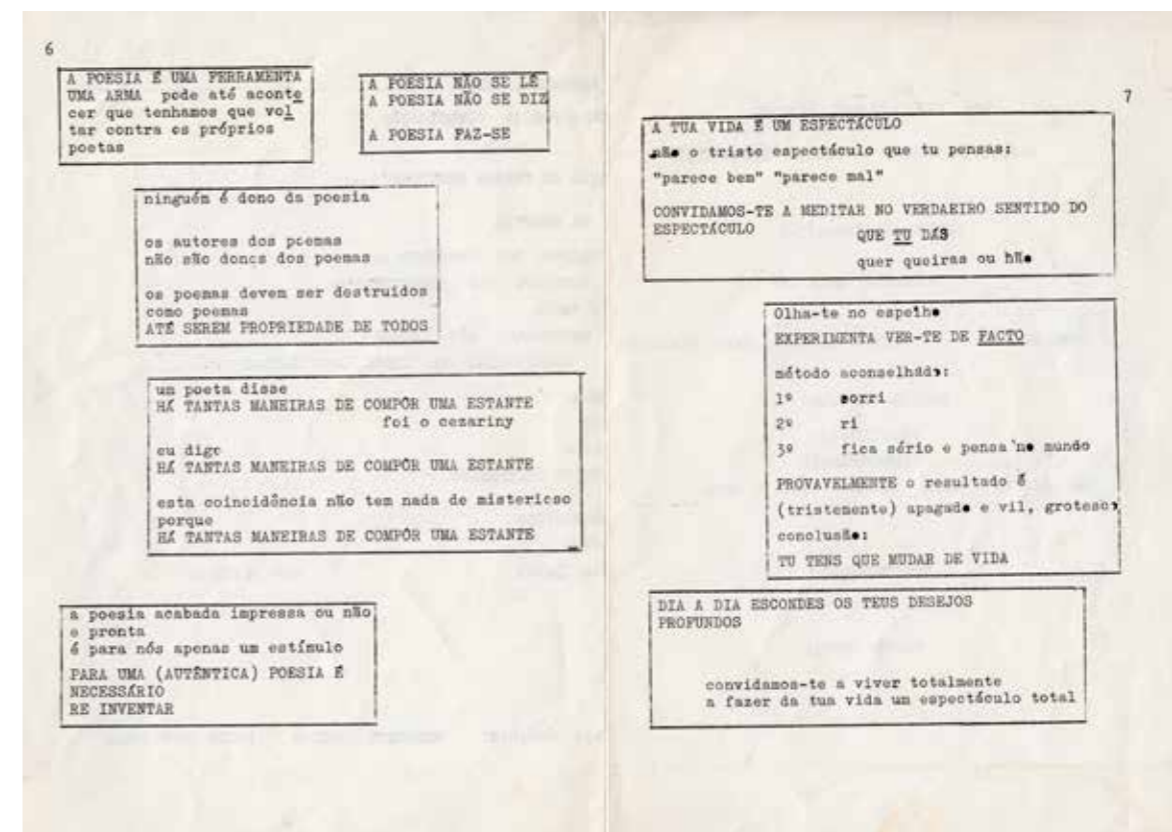 6
A POESIA É UMA FERRAMENTA
UMA ARMA pode até aconte
cer que tenhamos que vol
tar contra os próprios
poetas
A POESIA NÃO SE LÊ
A POESIA NÃO SE DIZ
A POESIA FAZ-SE
ninguém é dono da poesia
os autores dos poemas
não são donos dos poemas
os poemas devem ser destruidos
como poemas
ATÉ SEREM PROPRIEDADE DE TODOS
um poeta disse
HÁ TANTAS MANEIRAS DE COMPÔR UMA ESTANTE
foi o cezariny
eu digo
HÁ TANTAS MANEIRAS DE COMPÔR UMA ESTANTE
esta coincidência não tem nada de misterioso
porque
HÁ TANTAS MANEIRAS DE COMPÔR UMA ESTANTE
a poesia acabada impressa ou não
e pronta
é para nós apenas um estímulo
PARA UMA (AUTÊNTICA) POESIA É
NECESSÁRIO
RE INVENTAR
7
A TUA VIDA É UM ESPECTÁCULO
não o triste espectáculo que tu pensas:
"parece bem" "parece mal"
CONVIDAMOS-TE A MEDITAR NO VERDAEIRO SENTIDO DO
ESPECTÁCULO
QUE TU DÁS
quer queiras ou não
Olha-te no espelho
EXPERIMENTA VER-TE DE FACTO
método aconselhado:
1º sorri
2º ri
3º fica sério e pensa no mundo
PROVAVELMENTE o resultado é
(tristemente) apagado e vil, grotesco
conclusão:
TU TENS QUE MUDAR DE VIDA
DIA A DIA ESCONDES OS TEUS DESEJOS
PROFUNDOS
convidamos-te a viver totalmente
a fazer da tua vida um espectáculo total